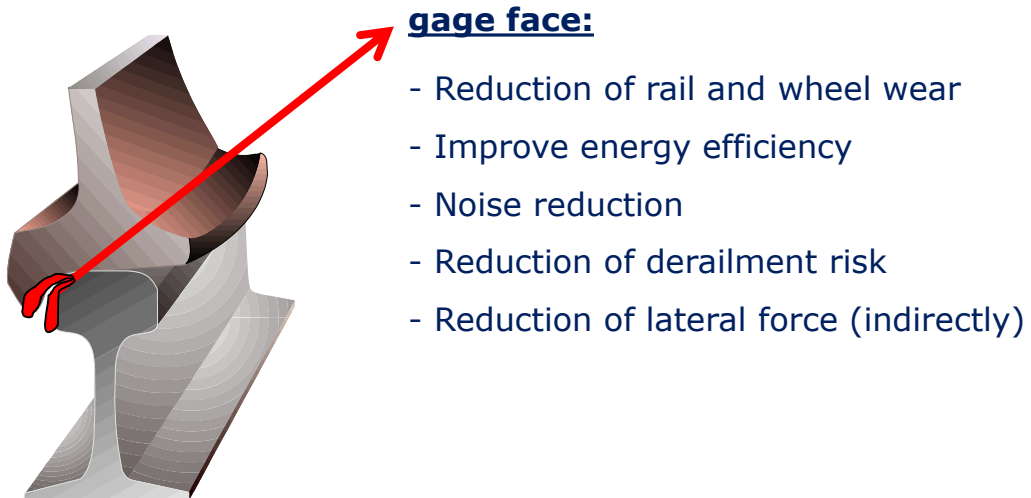 gage face:
- Reduction of rail and wheel wear
- Improve energy efficiency
- Noise reduction
- Reduction of derailment risk
- Reduction of lateral force (indirectly)